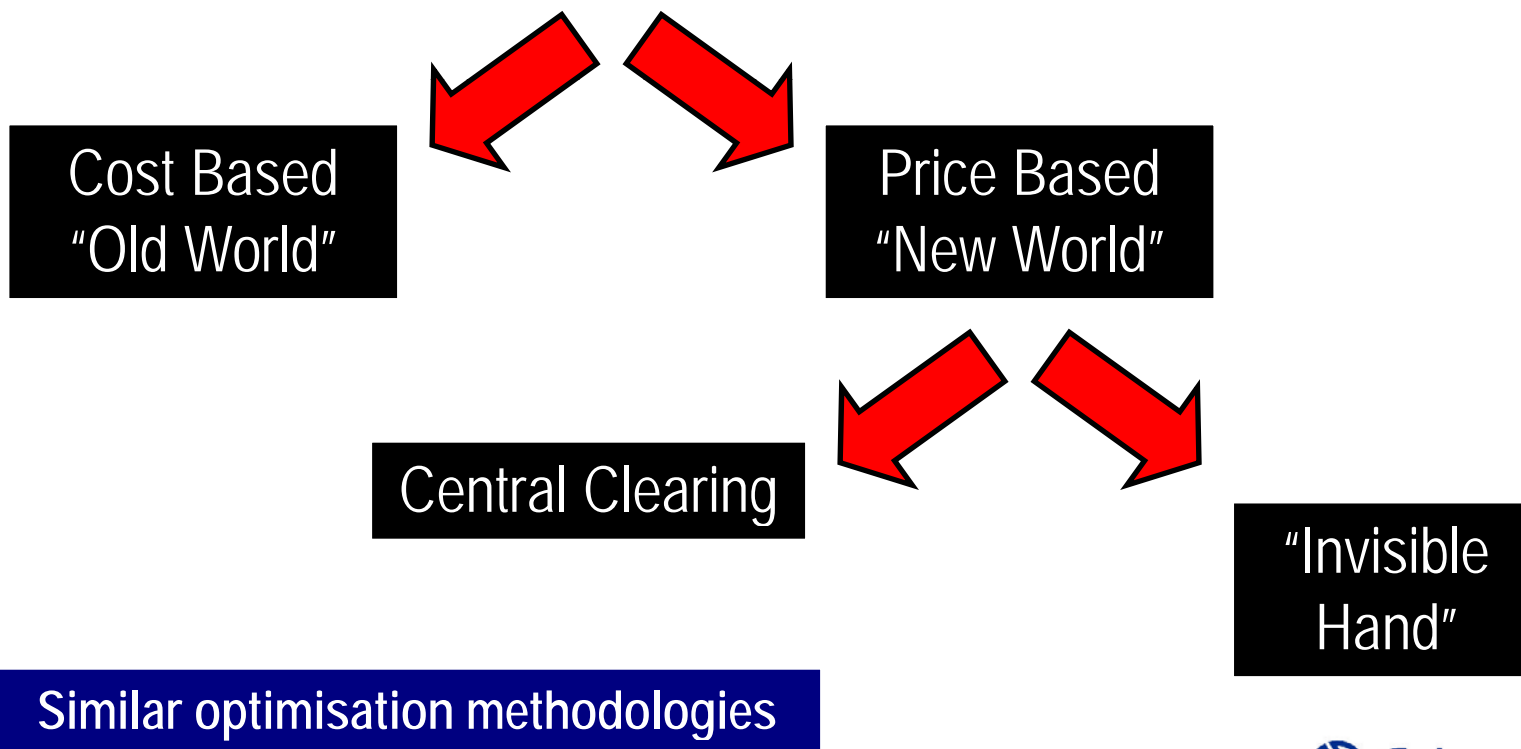 Cost Based
“Old World”
Price Based
“New World”
Central Clearing
“Invisible
Hand”
Similar optimisation methodologies